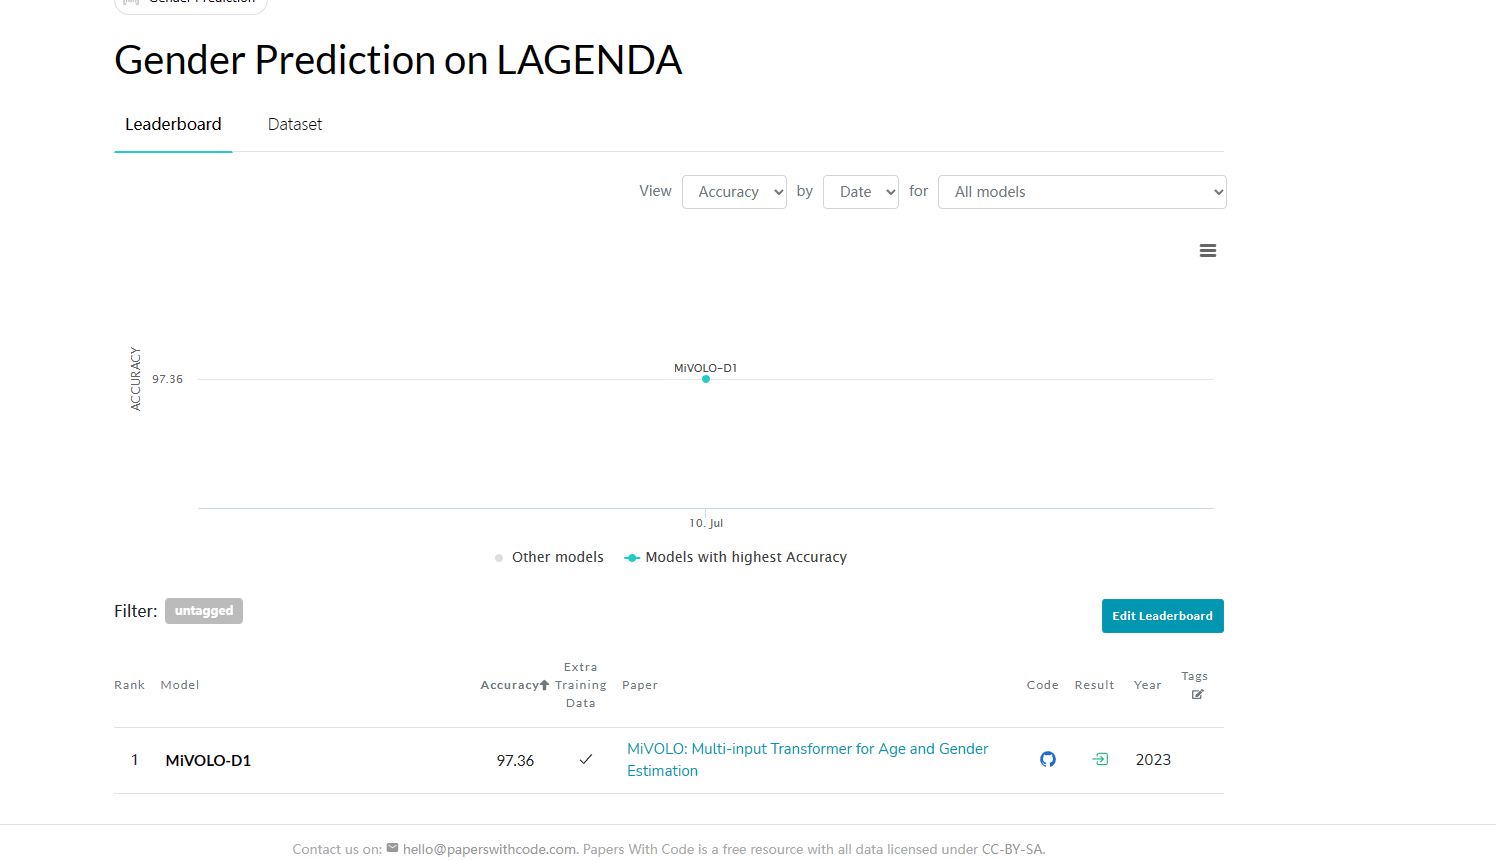 Gender Prediction
Gender Prediction on LAGENDA
Leaderboard Dataset
View Accuracy by Date for All models
ACCURACY
97.36
MiVOLO-D1
10. Jul
Other models Models with highest Accuracy
Filter: untagged
Edit Leaderboard
Rank Model Accuracy Extra Training Data Paper Code Result Year Tags
1 MiVOLO-D1 97.36 ✓ MiVOLO: Multi-input Transformer for Age and Gender
Estimation 2023
Contact us on: hello@paperswithcode.com. Papers With Code is a free resource with all data licensed under CC-BY-SA.